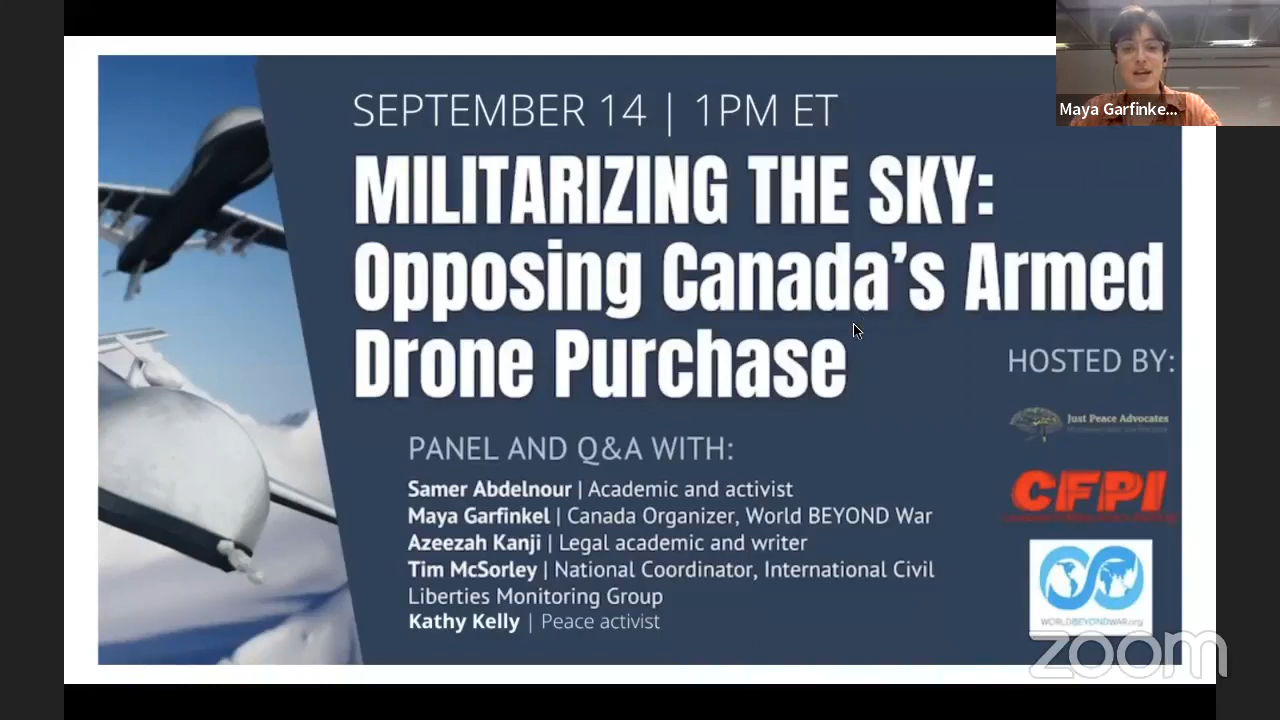 Maya Garfinke...
SEPTEMBER 14 | 1PM ET
MILITARIZING THE SKY:
Opposing Canada's Armed
Drone Purchase
HOSTED BY:
Just Peace Advocates
CFPI
WORLDBEYONDWAR.org
PANEL AND Q&A WITH:
Samer Abdelnour | Academic and activist
Maya Garfinkel | Canada Organizer, World BEYOND War
Azeezah Kanji | Legal academic and writer
Tim McSorley | National Coordinator, International Civil
Liberties Monitoring Group
Kathy Kelly | Peace activist
zoom